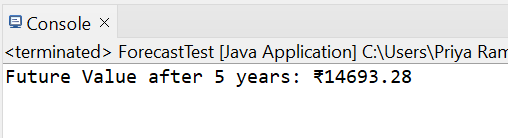 Console ×
<terminated> ForecastTest [Java Application] C:\Users\Priya Ram
Future Value after 5 years: ₹14693.28